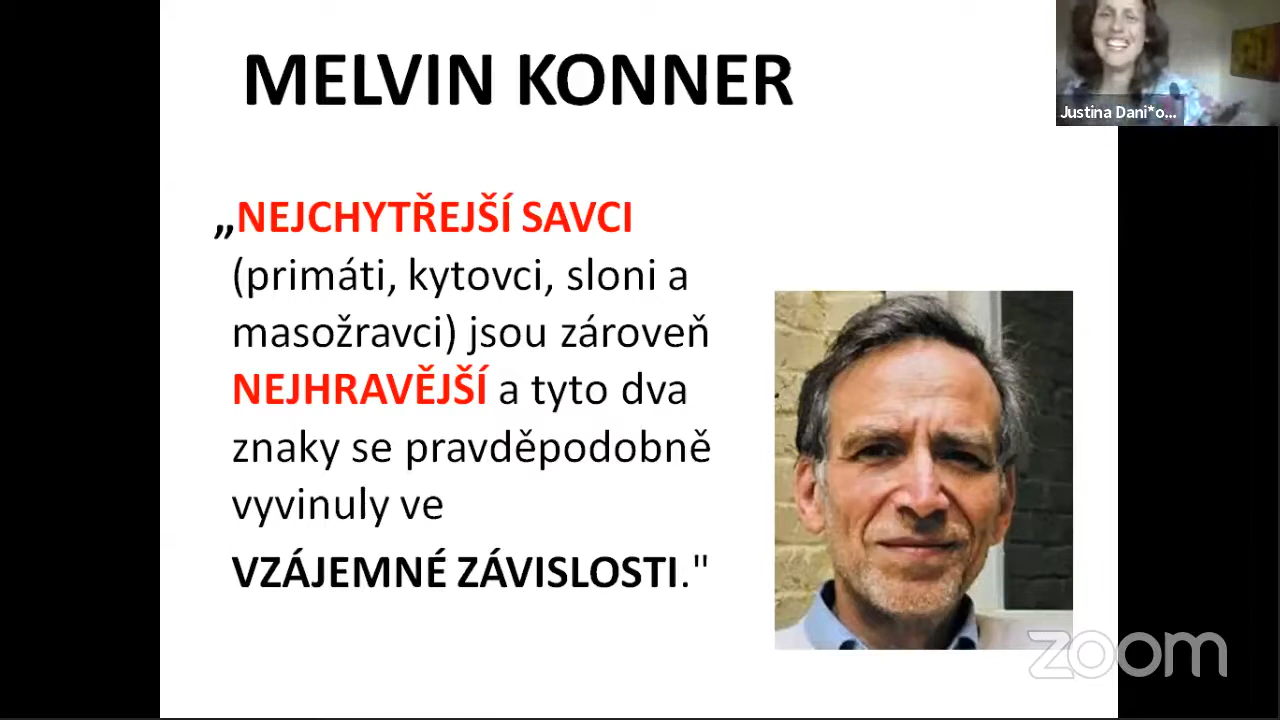 MELVIN KONNER
Justina Dani*o...
„NEJCHYTŘEJŠÍ SAVCI
(primáti, kytovci, sloni a
masožravci) jsou zároveň
NEJHRAVĚJŠÍ a tyto dva
znaky se pravděpodobně
vyvinuly ve
VZÁJEMNÉ ZÁVISLOSTI."
zoom